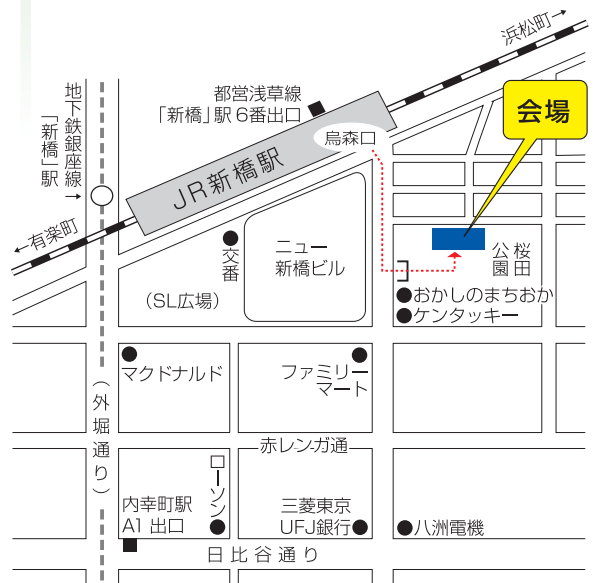 浜松町→
都営浅草線
「新橋」駅 6番出口
会場
烏森口
地下鉄銀座線
「新橋」駅
→
JR新橋駅
←有楽町
交番
ニュー
新橋ビル
桜田
公園
(SL広場)
おかしのまちおか
ケンタッキー
マクドナルド
ファミリー
マート
(外堀通り)
赤レンガ通
ローソン
内幸町駅
A1 出口
三菱東京
UFJ銀行
八洲電機
日比谷通り